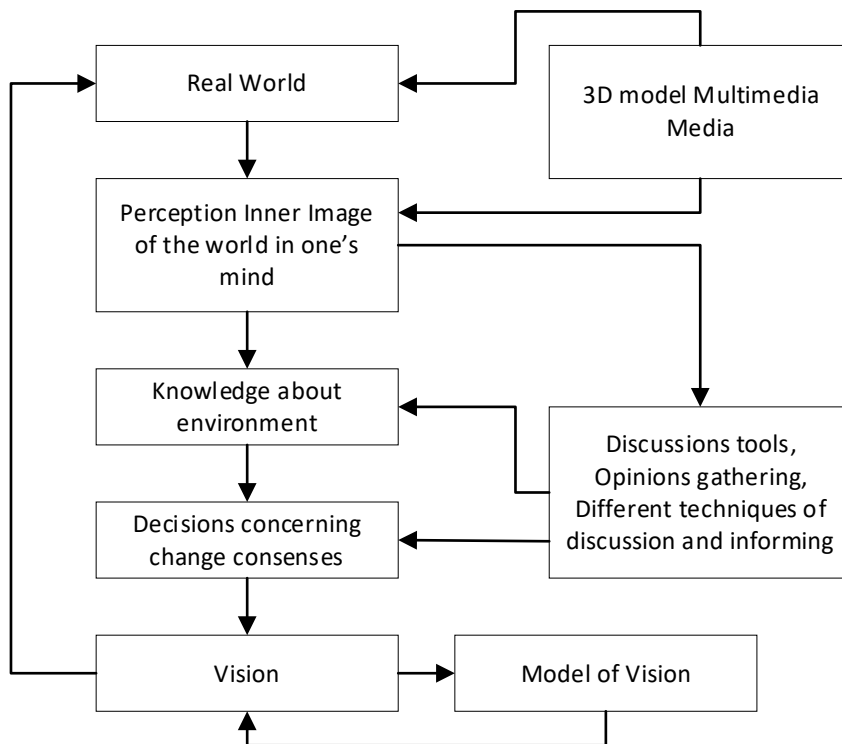 Real World
3D model Multimedia
Media
Perception Inner Image
of the world in one’s
mind
Knowledge about
environment
Discussions tools,
Opinions gathering,
Different techniques of
discussion and informing
Decisions concerning
change consenses
Vision
Model of Vision